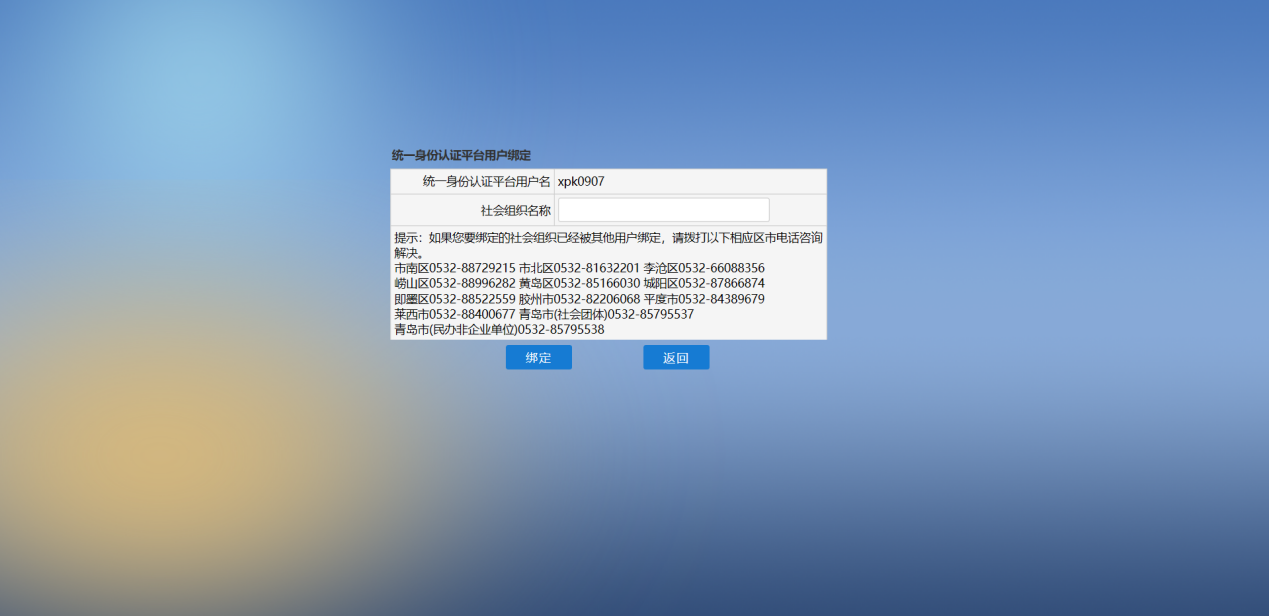 统一身份认证平台用户绑定
统一身份认证平台用户名 xpk0907
社会组织名称
提示：如果您要绑定的社会组织已经被其他用户绑定，请拨打以下相应区市电话咨询
解决。
市南区0532-88729215 市北区0532-81632201 李沧区0532-66088356
崂山区0532-88996282 黄岛区0532-85166030 城阳区0532-87866874
即墨区0532-88522559 胶州市0532-82206068 平度市0532-84389679
莱西市0532-88400677 青岛市(社会团体)0532-85795537
青岛市(民办非企业单位)0532-85795538
绑定 返回